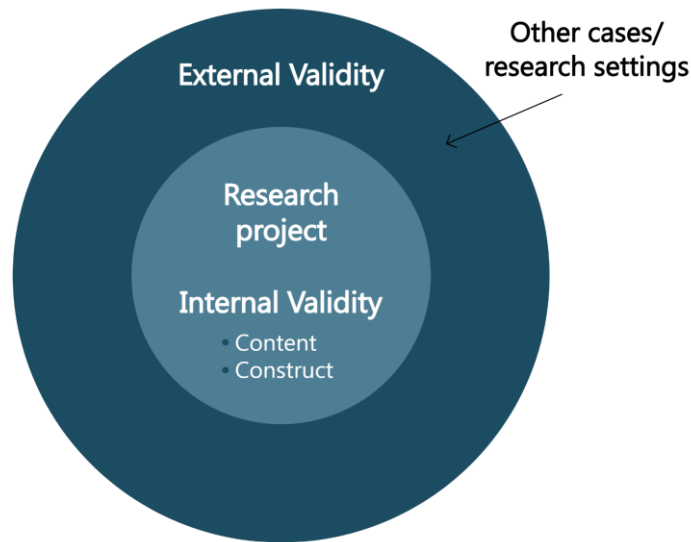 Other cases/
research settings
External Validity
Research
project
Internal Validity
• Content
• Construct